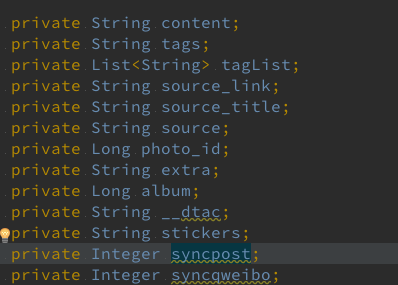 private String content;
private String tags;
private List<String> tagList;
private String source_link;
private String source_title;
private String source;
private Long photo_id;
private String extra;
private Long album;
private String __dtac;
private String stickers;
private Integer syncpost;
private Integer syncqweibo;